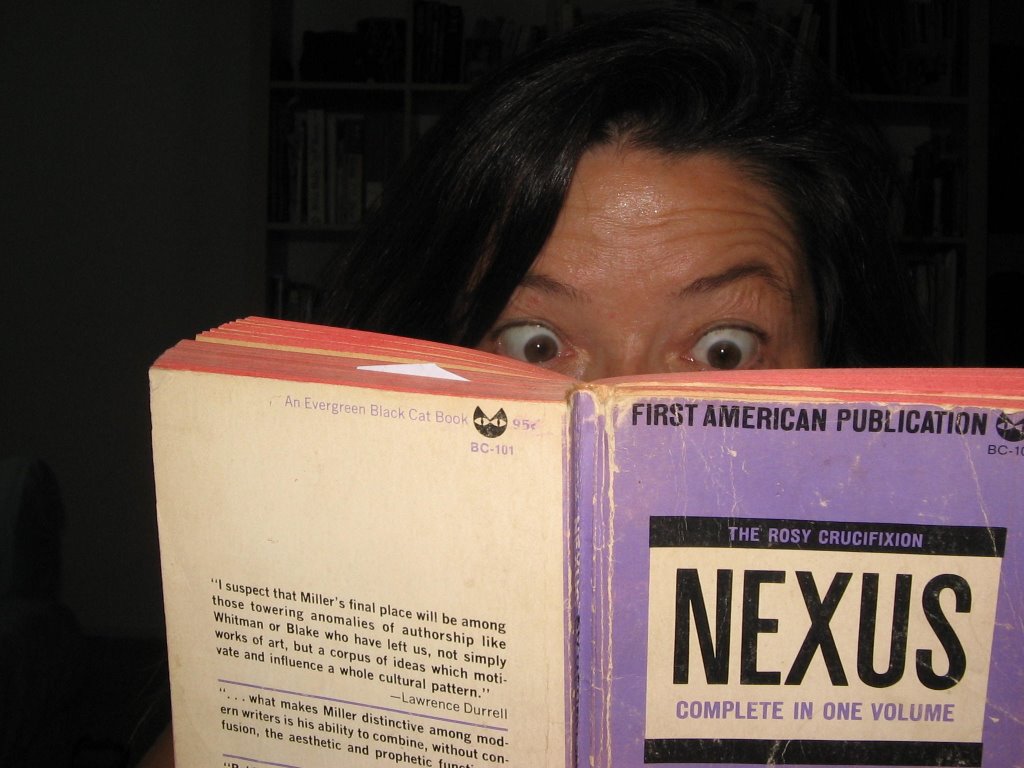 An Evergreen Black Cat Book 95¢
BC-101
"I suspect that Miller's final place will be among
those towering anomalies of authorship like
Whitman or Blake who have left us, not simply
works of art, but a corpus of ideas which moti-
vate and influence a whole cultural pattern."
—Lawrence Durrell
". . . what makes Miller distinctive among mod-
ern writers is his ability to combine, without con-
fusion, the aesthetic and prophetic
FIRST AMERICAN PUBLICATION
THE ROSY CRUCIFIXION
NEXUS
COMPLETE IN ONE VOLUME